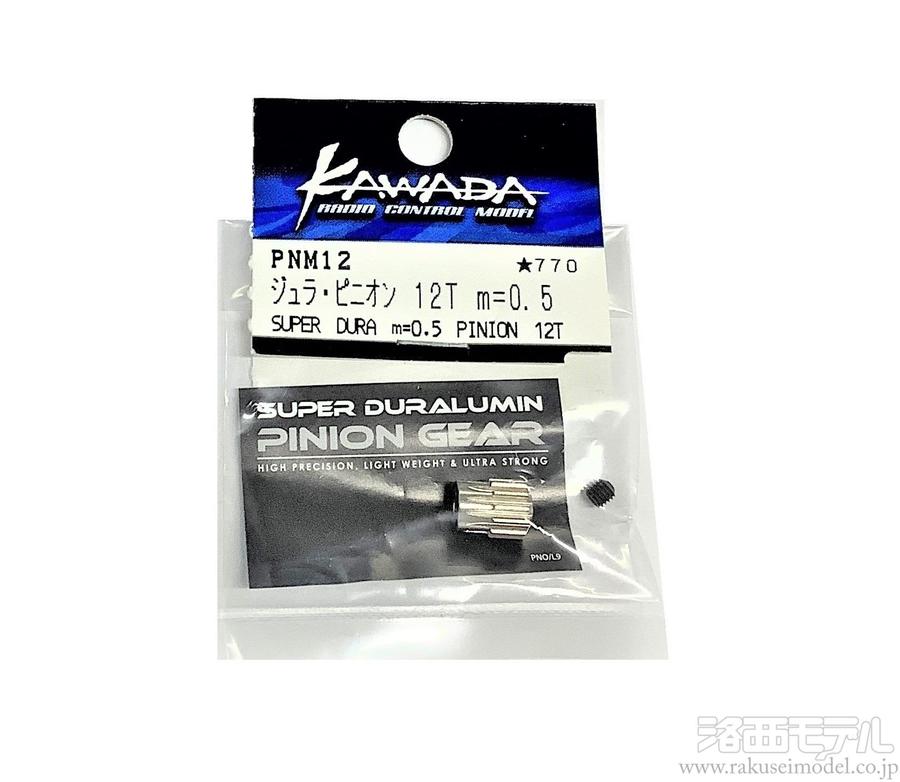 KAWADA
RADIO CONTROL MODEL
PNM12 ★770
ジュラ・ピニオン 12T m=0.5
SUPER DURA m=0.5 PINION 12T
SUPER DURALUMIN
PINION GEAR
HIGH PRECISION, LIGHT WEIGHT & ULTRA STRONG
PNO/L9
洛西モデル
www.rakuseimodel.co.jp